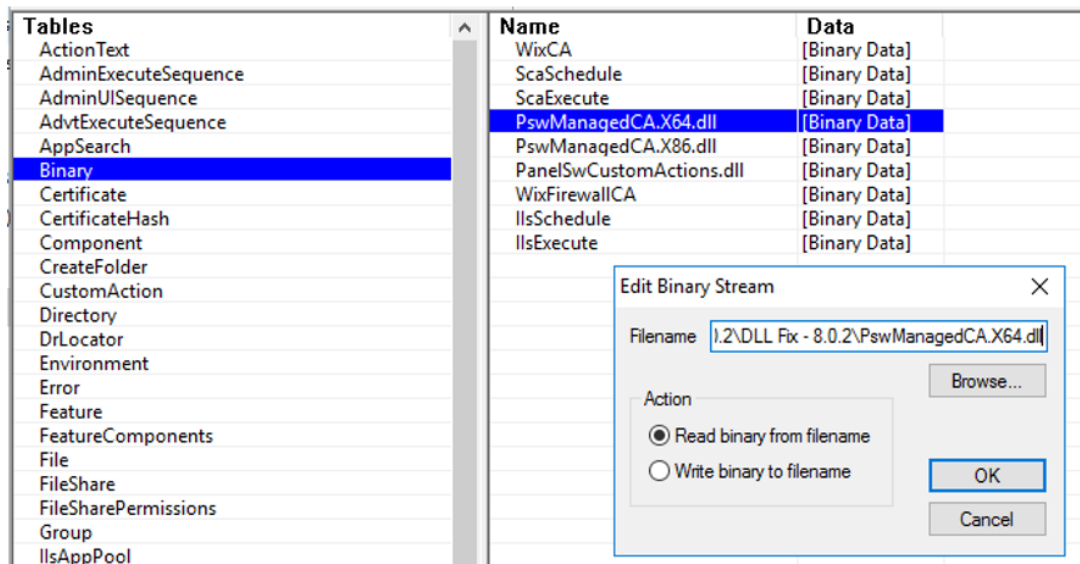 Tables
ActionText
AdminExecuteSequence
AdminUISequence
AdvtExecuteSequence
AppSearch
Binary
Certificate
CertificateHash
Component
CreateFolder
CustomAction
Directory
DrLocator
Environment
Error
Feature
FeatureComponents
File
FileShare
FileSharePermissions
Group
IIsAppPool
Name Data
WixCA [Binary Data]
ScaSchedule [Binary Data]
ScaExecute [Binary Data]
PswManagedCA.X64.dll [Binary Data]
PswManagedCA.X86.dll [Binary Data]
PanelSwCustomActions.dll [Binary Data]
WixFirewallCA [Binary Data]
IIsSchedule [Binary Data]
IIsExecute [Binary Data]
Edit Binary Stream
Filename ).2\DLL Fix - 8.0.2\PswManagedCA.X64.dll
Browse...
Action
Read binary from filename
Write binary to filename
OK
Cancel